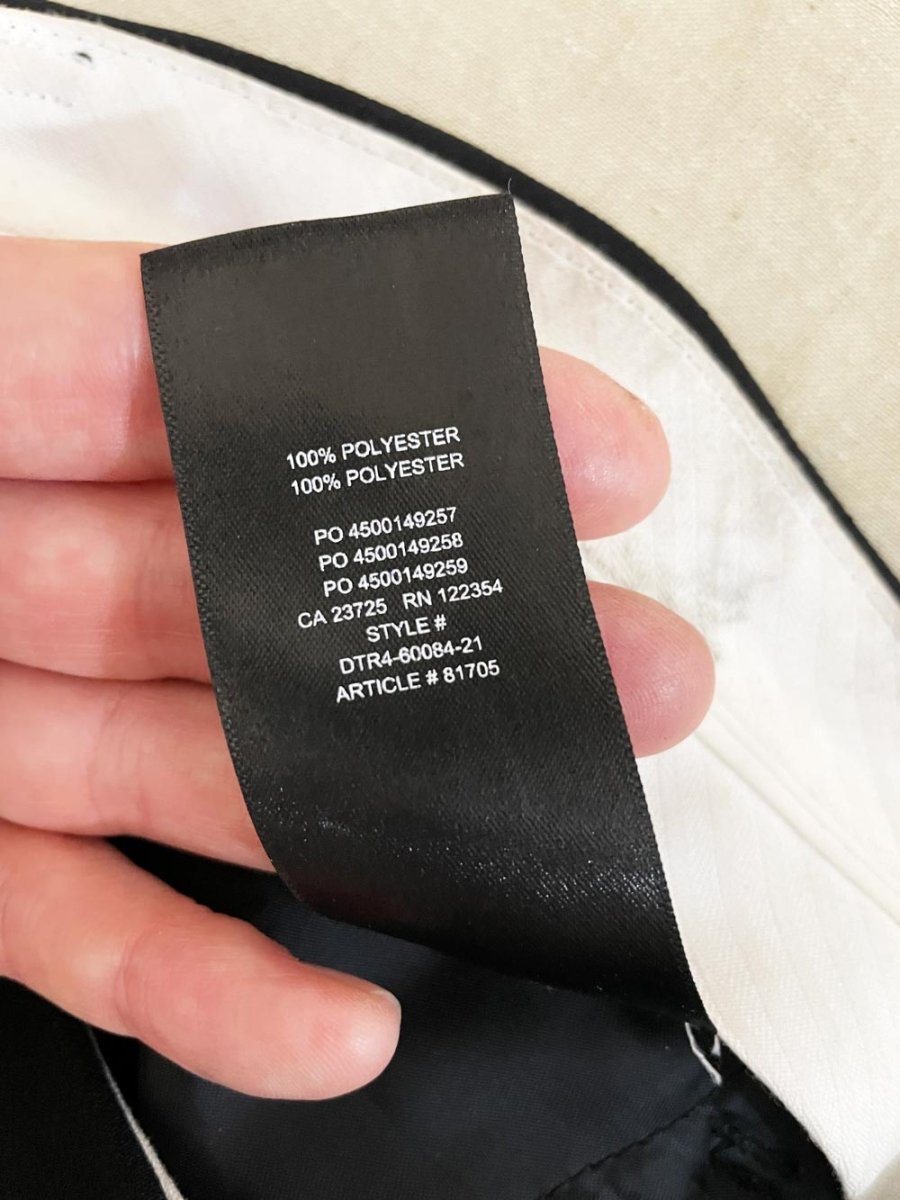 100% POLYESTER
100% POLYESTER
PO 4500149257
PO 4500149258
PO 4500149259
CA 23725 RN 122354
STYLE #
DTR4-60084-21
ARTICLE # 81705